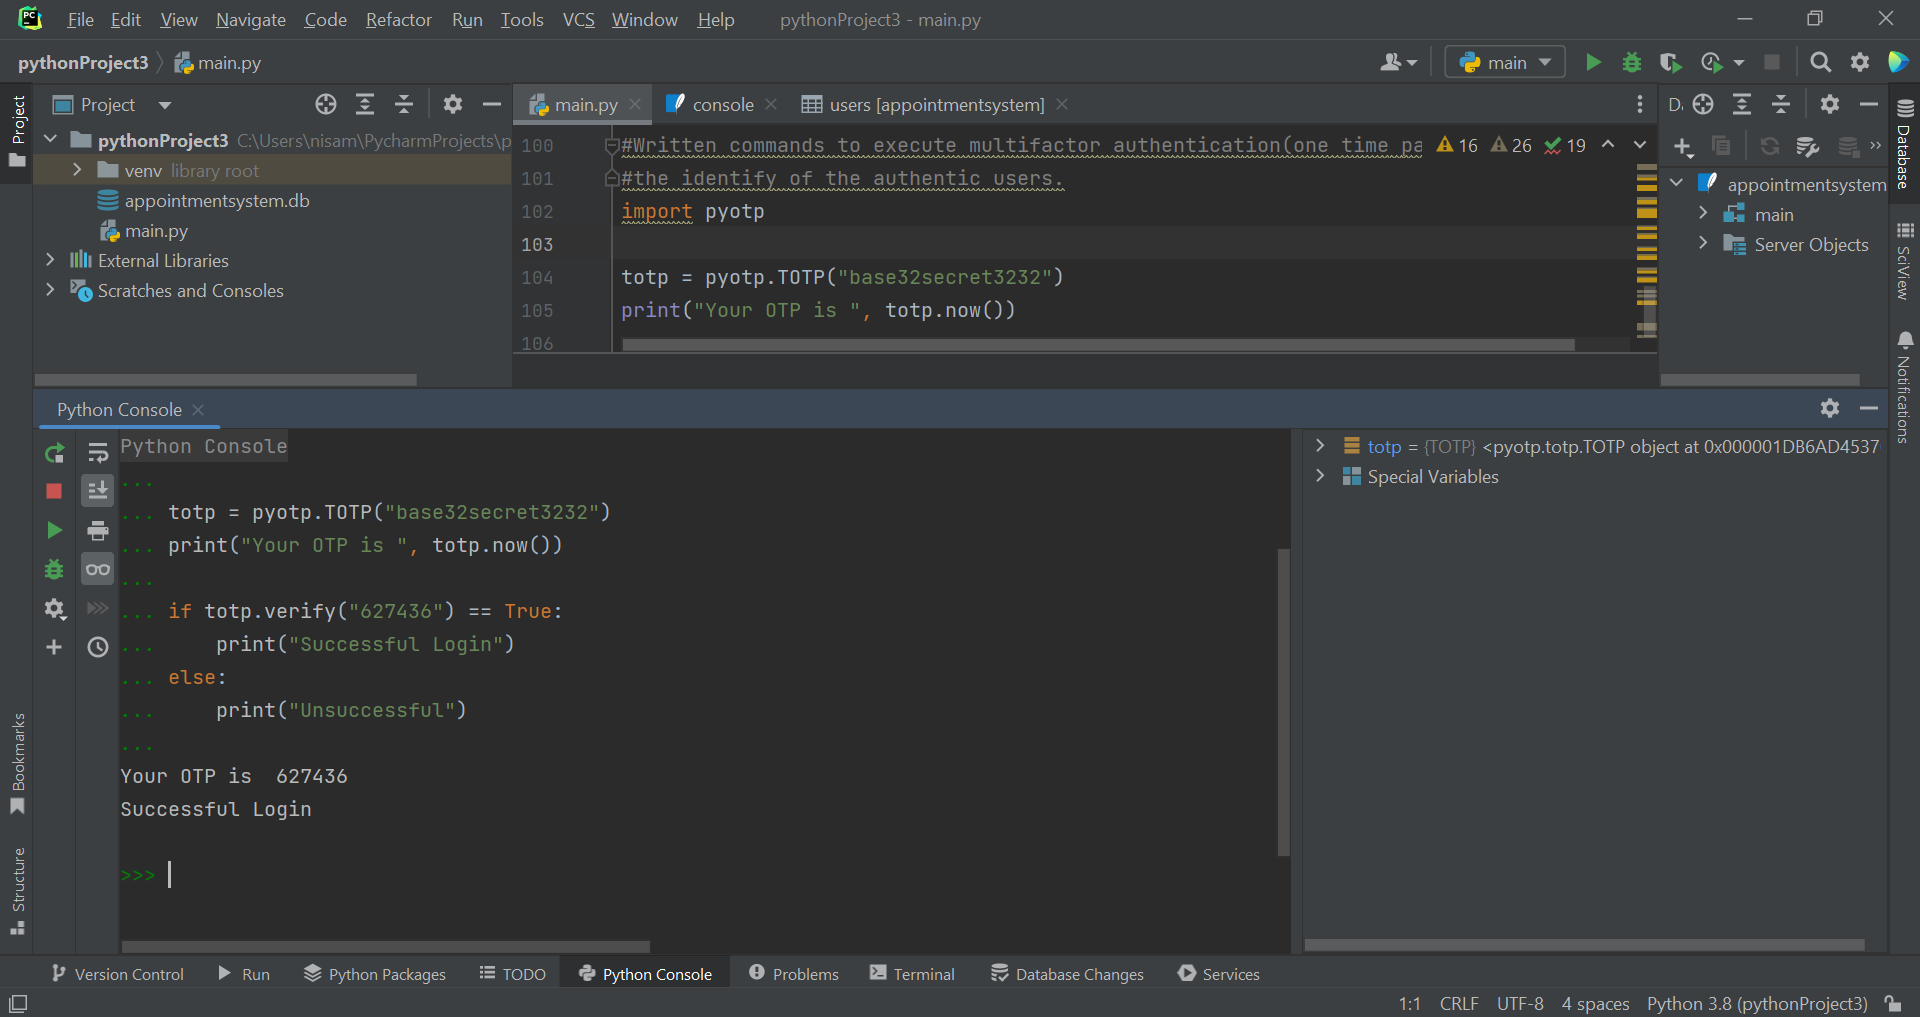 PC File Edit View Navigate Code Refactor Run Tools VCS Window Help pythonProject3 - main.py
pythonProject3 main.py main
Project
Project
main.py console users [appointmentsystem]
pythonProject3 C:\Users\nisam\PycharmProjects\p
venv library root
appointmentsystem.db
main.py
External Libraries
Scratches and Consoles
100 #Written commands to execute multifactor authentication(one time pa 16 26 19
101 #the identify of the authentic users.
102 import pyotp
103
104 totp = pyotp.TOTP("base32secret3232")
105 print("Your OTP is ", totp.now())
106
D
appointmentsystem
main
Server Objects
Database
SciView
Notifications
Python Console
Python Console
...
... totp = pyotp.TOTP("base32secret3232")
... print("Your OTP is ", totp.now())
...
... if totp.verify("627436") == True:
... print("Successful Login")
... else:
... print("Unsuccessful")
...
Your OTP is  627436
Successful Login
>>>
totp = {TOTP} <pyotp.totp.TOTP object at 0x000001DB6AD4537
Special Variables
Bookmarks
Structure
Version Control Run Python Packages TODO Python Console Problems Terminal Database Changes Services
1:1 CRLF UTF-8 4 spaces Python 3.8 (pythonProject3)